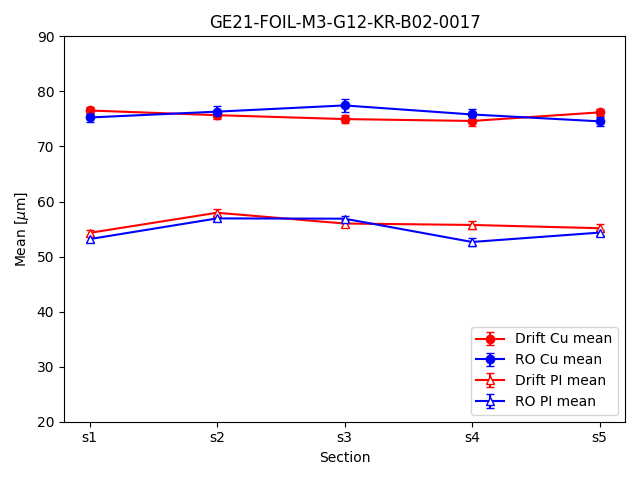 GE21-FOIL-M3-G12-KR-B02-0017
90
80
70
60
50
40
30
20
Mean [μm]
s1 s2 s3 s4 s5
Section
Drift Cu mean
RO Cu mean
Drift PI mean
RO PI mean